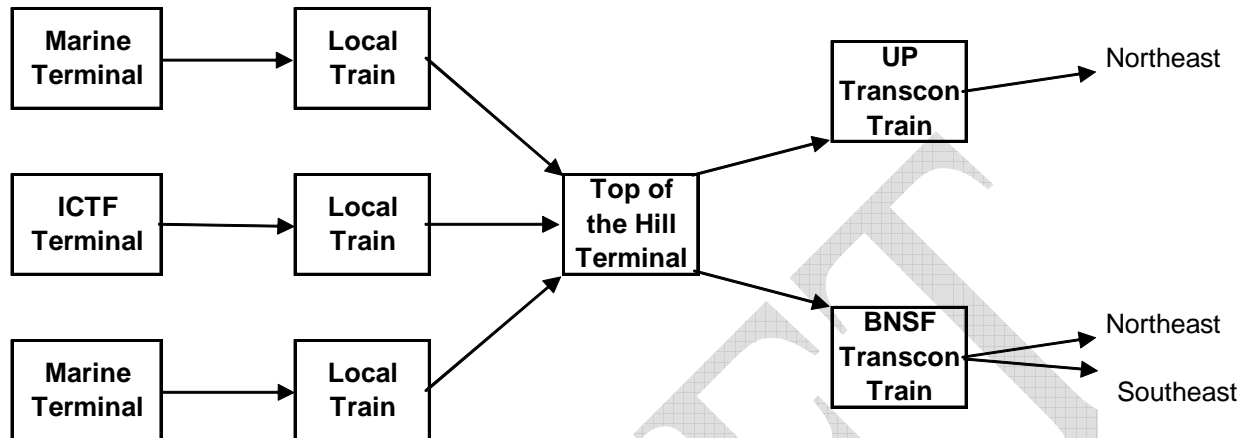 Marine
Terminal
Local
Train
UP
Transcon
Train
Northeast
ICTF
Terminal
Local
Train
Top of
the Hill
Terminal
Marine
Terminal
Local
Train
BNSF
Transcon
Train
Northeast
Southeast